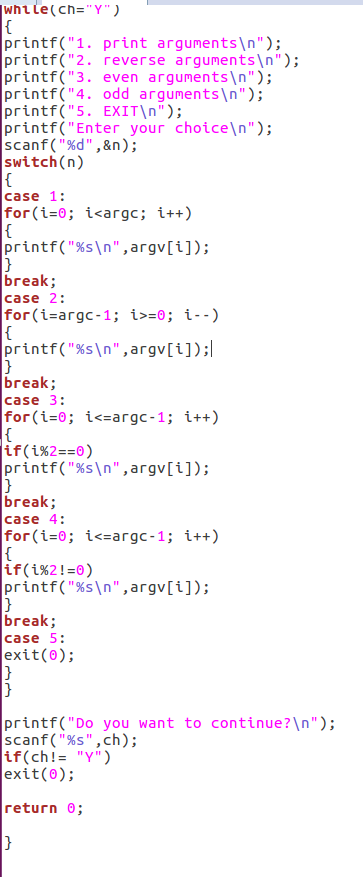 while(ch="Y")
{
printf("1. print arguments\n");
printf("2. reverse arguments\n");
printf("3. even arguments\n");
printf("4. odd arguments\n");
printf("5. EXIT\n");
printf("Enter your choice\n");
scanf("%d",&n);
switch(n)
{
case 1:
for(i=0; i<argc; i++)
{
printf("%s\n",argv[i]);
}
break;
case 2:
for(i=argc-1; i>=0; i--)
{
printf("%s\n",argv[i]);
}
break;
case 3:
for(i=0; i<=argc-1; i++)
{
if(i%2==0)
printf("%s\n",argv[i]);
}
break;
case 4:
for(i=0; i<=argc-1; i++)
{
if(i%2!=0)
printf("%s\n",argv[i]);
}
break;
case 5:
exit(0);
}
}

printf("Do you want to continue?\n");
scanf("%s",ch);
if(ch!= "Y")
exit(0);

return 0;

}